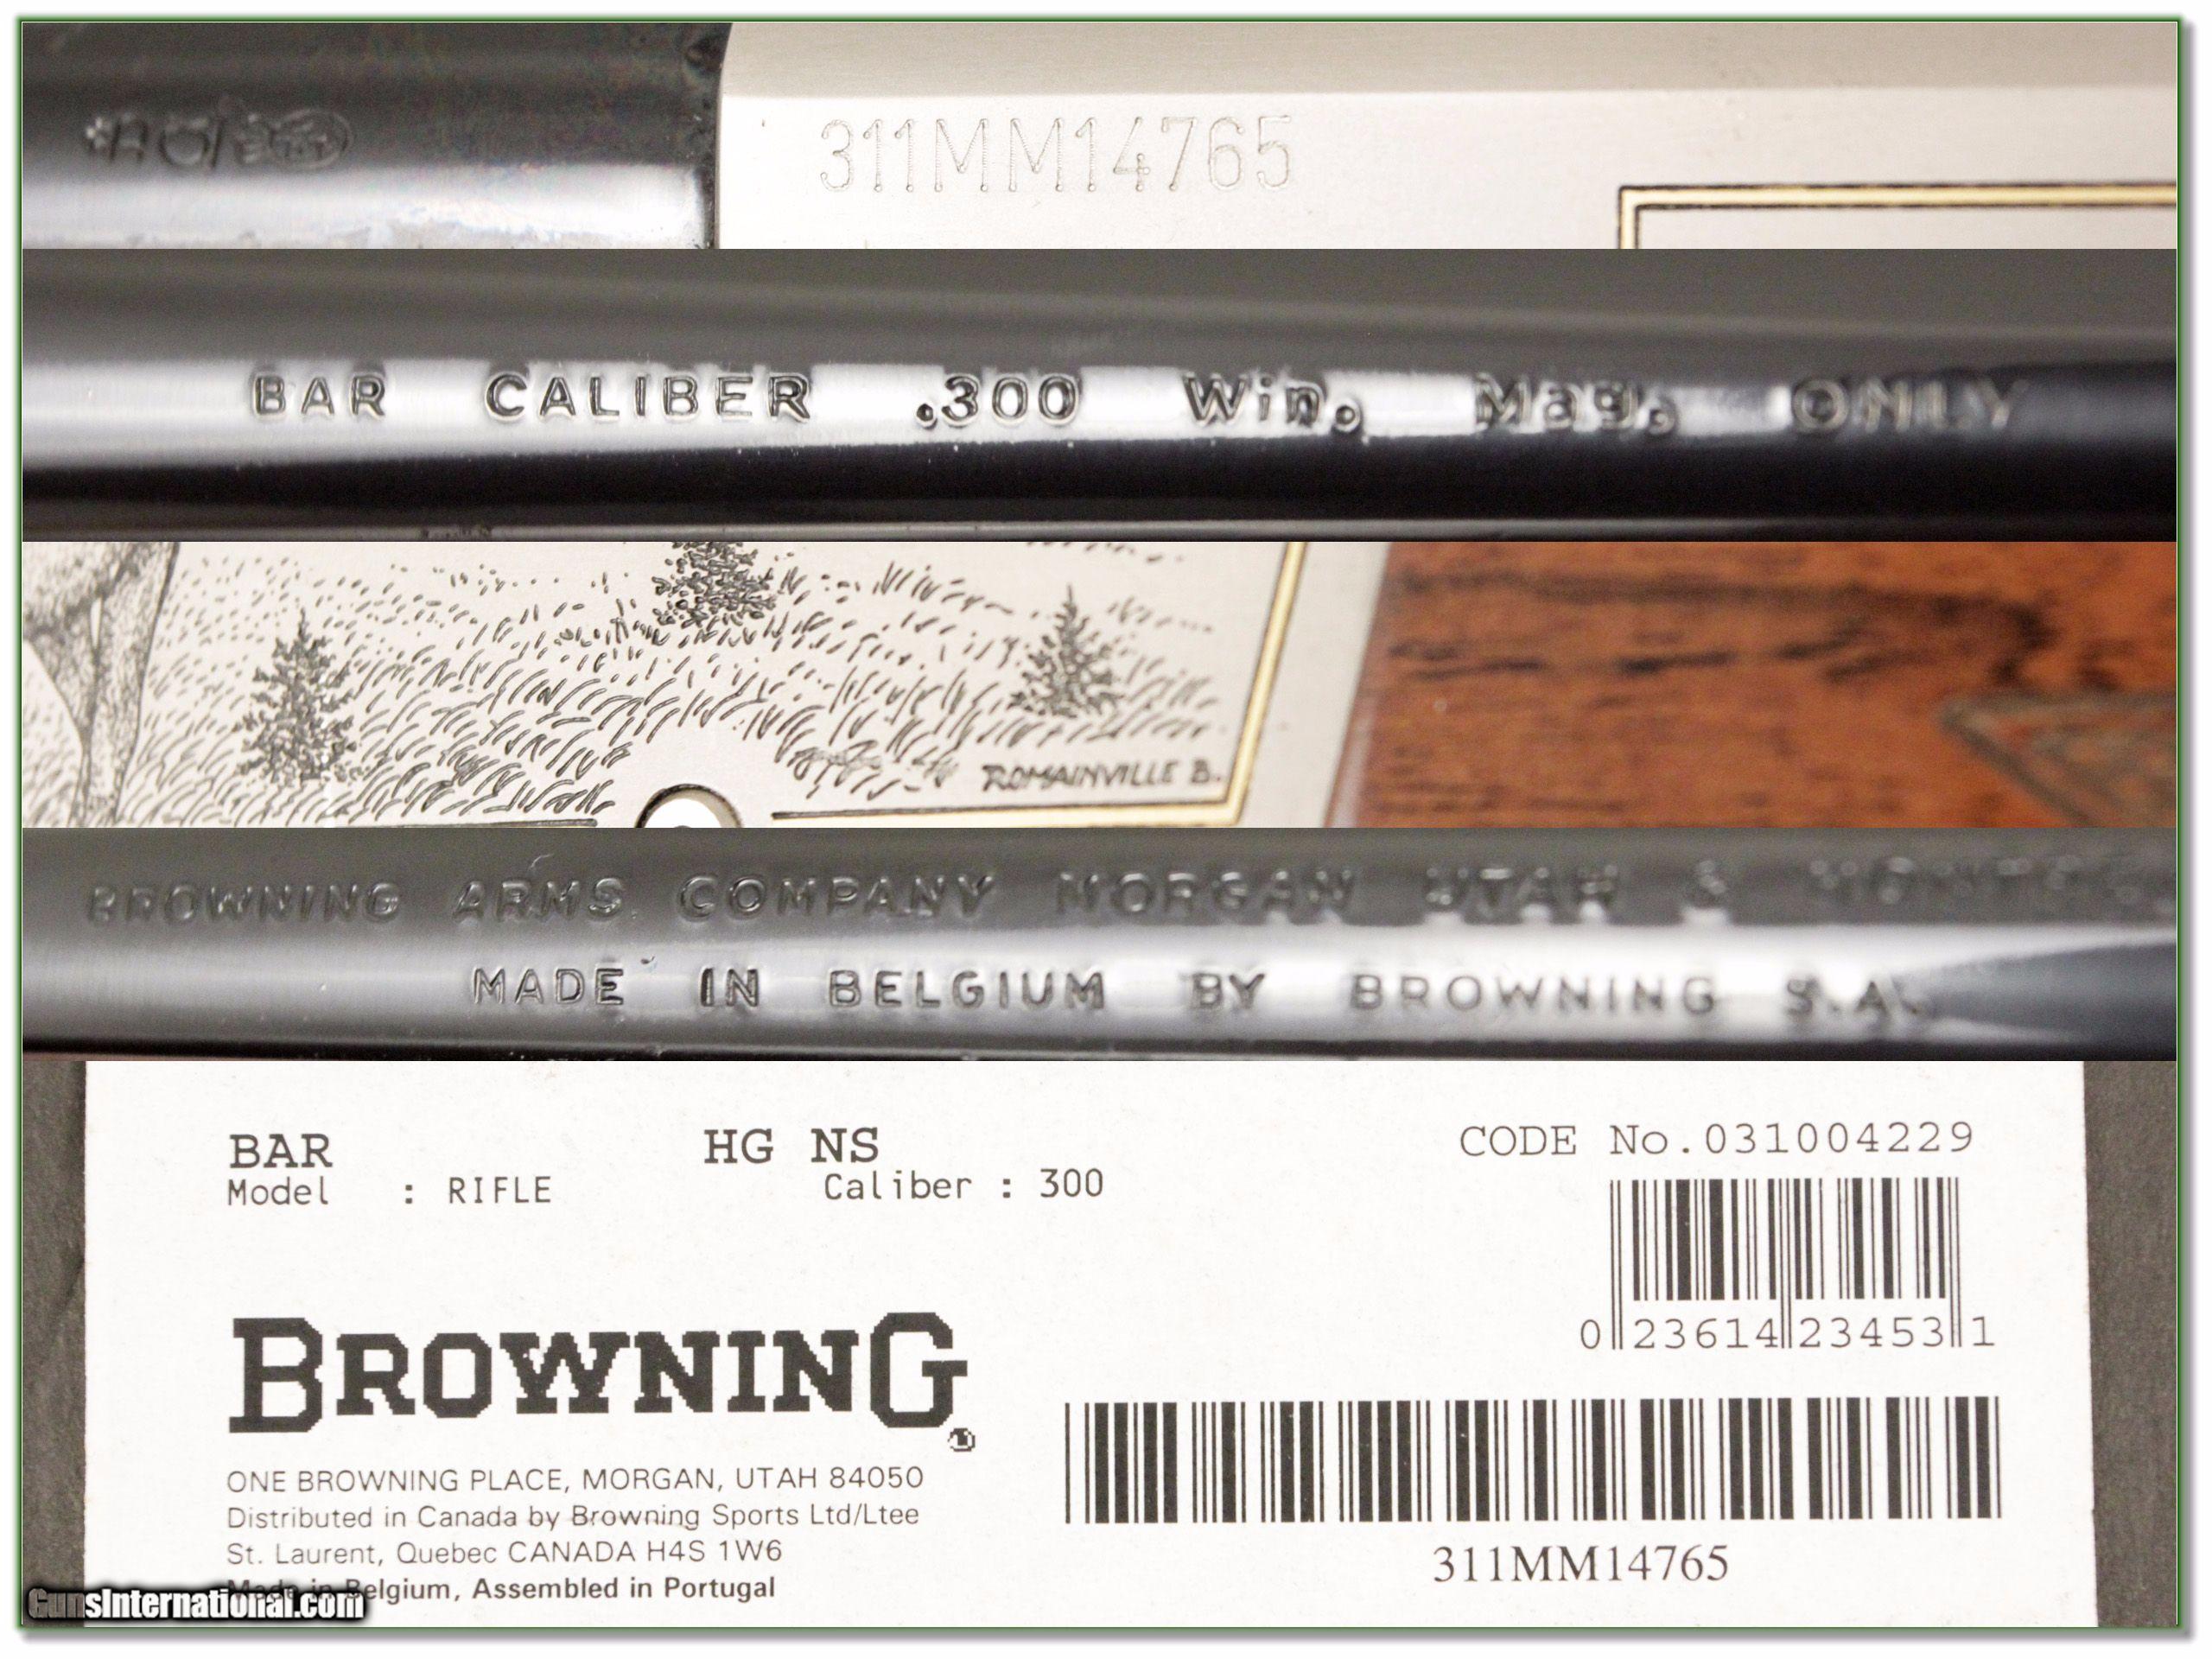 311MM14765
BAR CALIBER .300 Win. Mag. ONLY
ROMAINVILLE B.
BROWNING ARMS COMPANY MORGAN UTAH &
MADE IN BELGIUM BY BROWNING S.A.
BAR HG NS CODE No.031004229
Model : RIFLE Caliber : 300
0 23614 23453 1
BROWNING
ONE BROWNING PLACE, MORGAN, UTAH 84050
Distributed in Canada by Browning Sports Ltd/Ltee
St. Laurent, Quebec CANADA H4S 1W6
311MM14765
Made in Belgium, Assembled in Portugal
GunsInternational.com